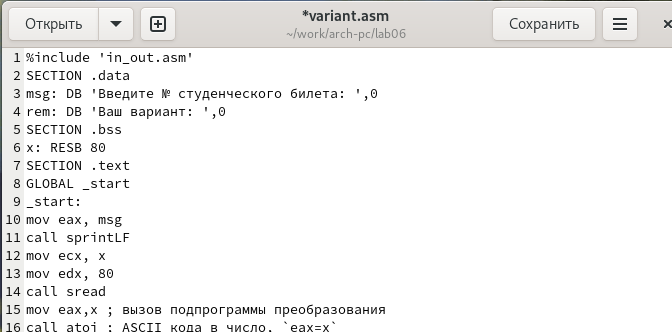 Открыть
*variant.asm
~/work/arch-pc/lab06
Сохранить
1 %include 'in_out.asm'
2 SECTION .data
3 msg: DB 'Введите № студенческого билета: ',0
4 rem: DB 'Ваш вариант: ',0
5 SECTION .bss
6 x: RESB 80
7 SECTION .text
8 GLOBAL _start
9 _start:
10 mov eax, msg
11 call sprintLF
12 mov ecx, x
13 mov edx, 80
14 call sread
15 mov eax,x ; вызов подпрограммы преобразования
16 call atoi ; ASCII кода в число, `eax=x`